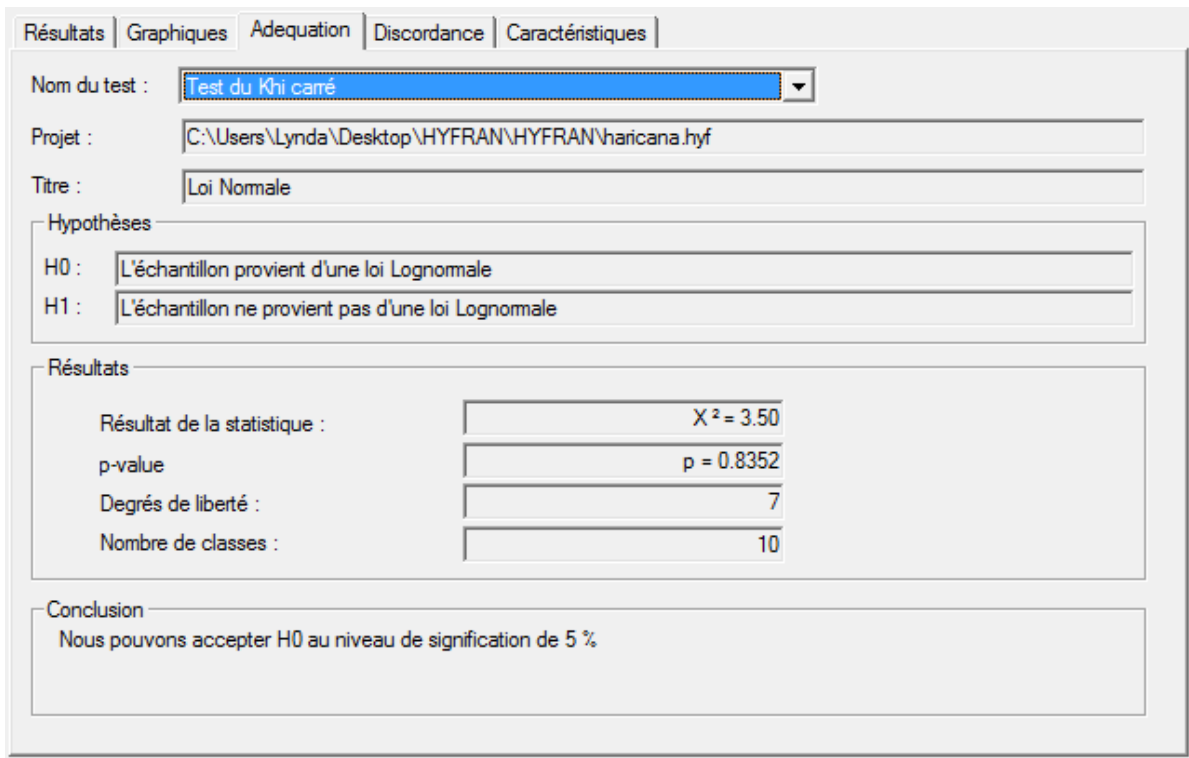 Résultats Graphiques Adequation Discordance Caractéristiques
Nom du test : Test du Khi carré
Projet : C:\Users\Lynda\Desktop\HYFRAN\HYFRAN\haricana.hyf
Titre : Loi Normale
Hypothèses
H0 : L'échantillon provient d'une loi Lognormale
H1 : L'échantillon ne provient pas d'une loi Lognormale
Résultats
Résultat de la statistique : X ² = 3.50
p-value p = 0.8352
Degrés de liberté : 7
Nombre de classes : 10
Conclusion
Nous pouvons accepter H0 au niveau de signification de 5 %